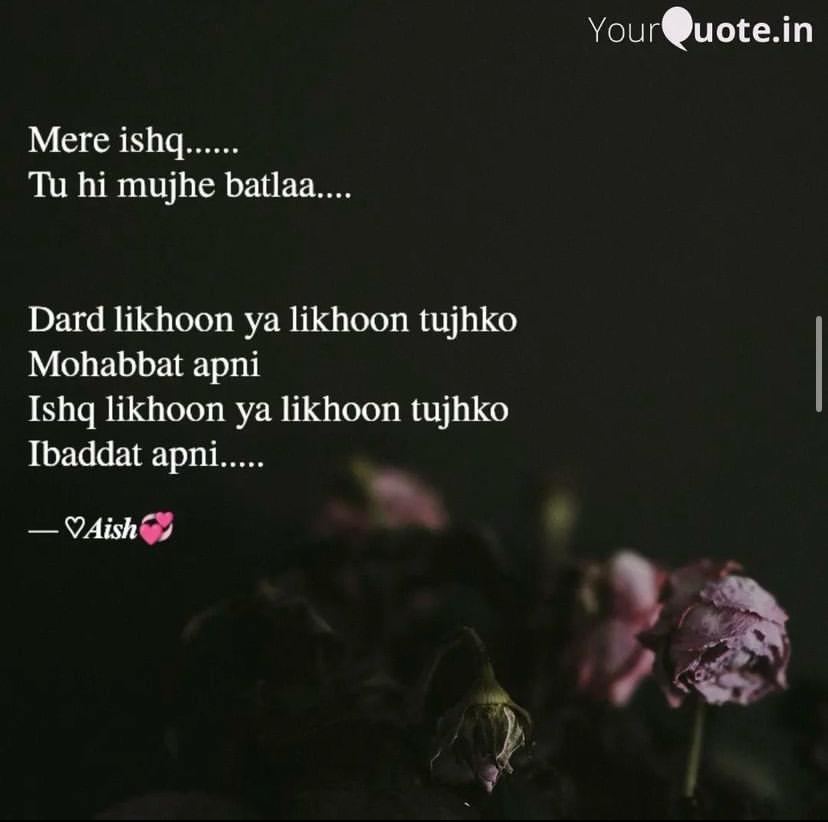 YourQuote.in
Mere ishq......
Tu hi mujhe batlaa....
Dard likhoon ya likhoon tujhko
Mohabbat apni
Ishq likhoon ya likhoon tujhko
Ibaddat apni.....
— ♡Aish💞